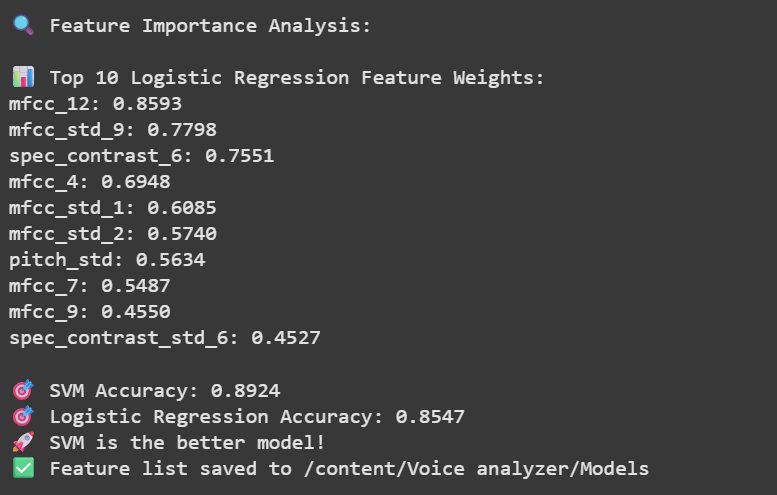 🔍 Feature Importance Analysis:
📊 Top 10 Logistic Regression Feature Weights:
mfcc_12: 0.8593
mfcc_std_9: 0.7798
spec_contrast_6: 0.7551
mfcc_4: 0.6948
mfcc_std_1: 0.6085
mfcc_std_2: 0.5740
pitch_std: 0.5634
mfcc_7: 0.5487
mfcc_9: 0.4550
spec_contrast_std_6: 0.4527
🎯 SVM Accuracy: 0.8924
🎯 Logistic Regression Accuracy: 0.8547
🚀 SVM is the better model!
✅ Feature list saved to /content/Voice analyzer/Models